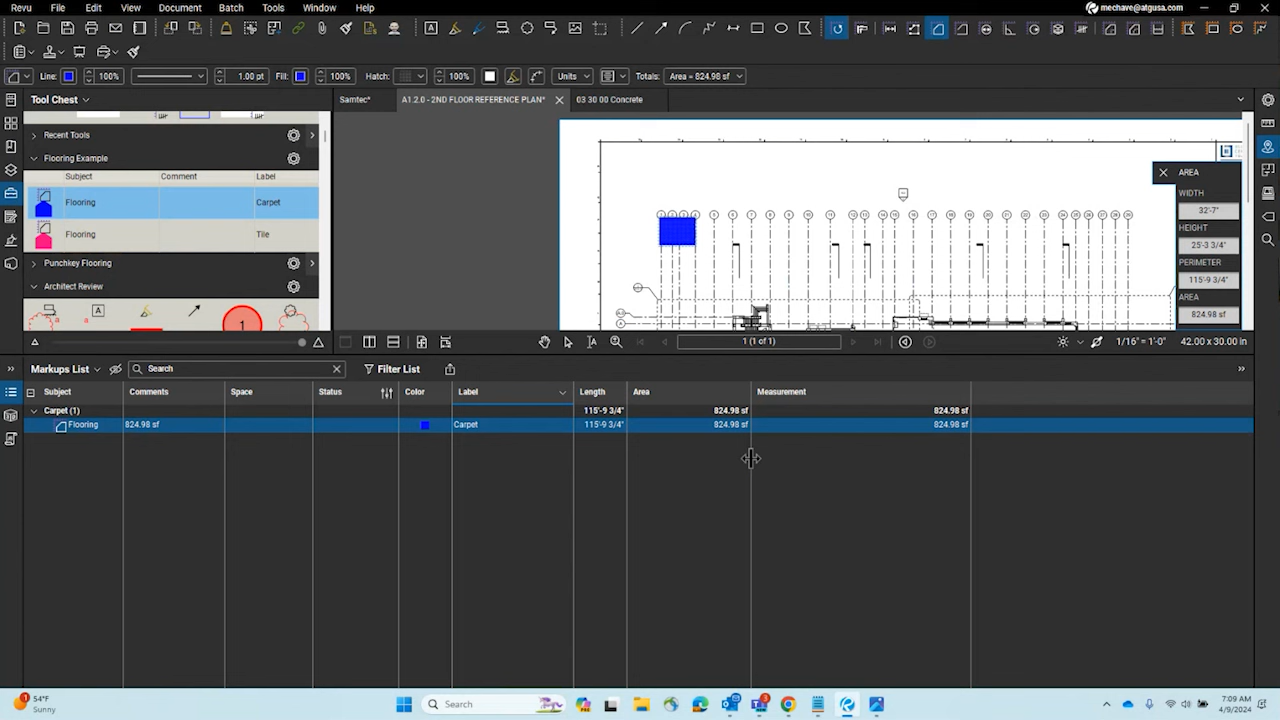 Revu File Edit View Document Batch Tools Window Help mechave@atgusa.com
Line: 100% 1.00 pt Fill: 100% Hatch: 100% Units Totals: Area = 824.98 sf
Tool Chest
Samtec* A1.2.0 - 2ND FLOOR REFERENCE PLAN* 03 30 00 Concrete
Recent Tools
Flooring Example
Subject Comment Label
Flooring Carpet
Flooring Tile
Punchkey Flooring
Architect Review
1
AREA
WIDTH
32'-7"
HEIGHT
25'-3 3/4"
PERIMETER
115'-9 3/4"
AREA
824.98 sf
1 (1 of 1) 1/16" = 1'-0" 42.00 x 30.00 in
Markups List Search Filter List
Subject Comments Space Status Color Label Length Area Measurement
Carpet (1) 115'-9 3/4" 824.98 sf 824.98 sf
Flooring 824.98 sf Carpet 115'-9 3/4" 824.98 sf 824.98 sf
1 54°F
Sunny
Search
3
7:09 AM
4/9/2024